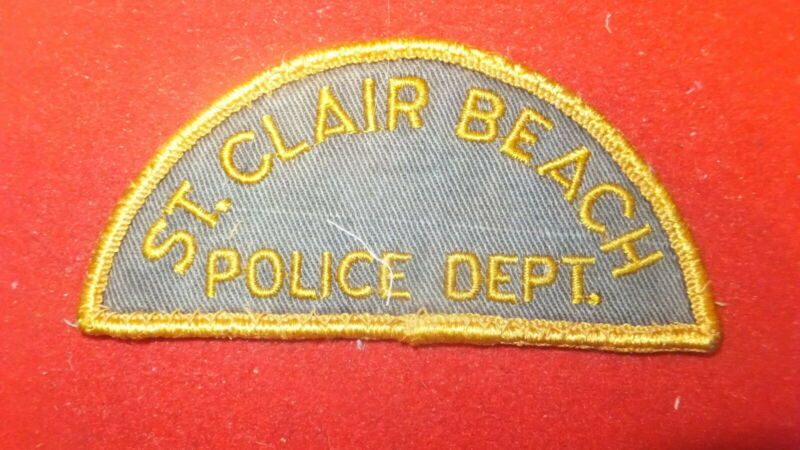 ST. CLAIR BEACH
POLICE DEPT.